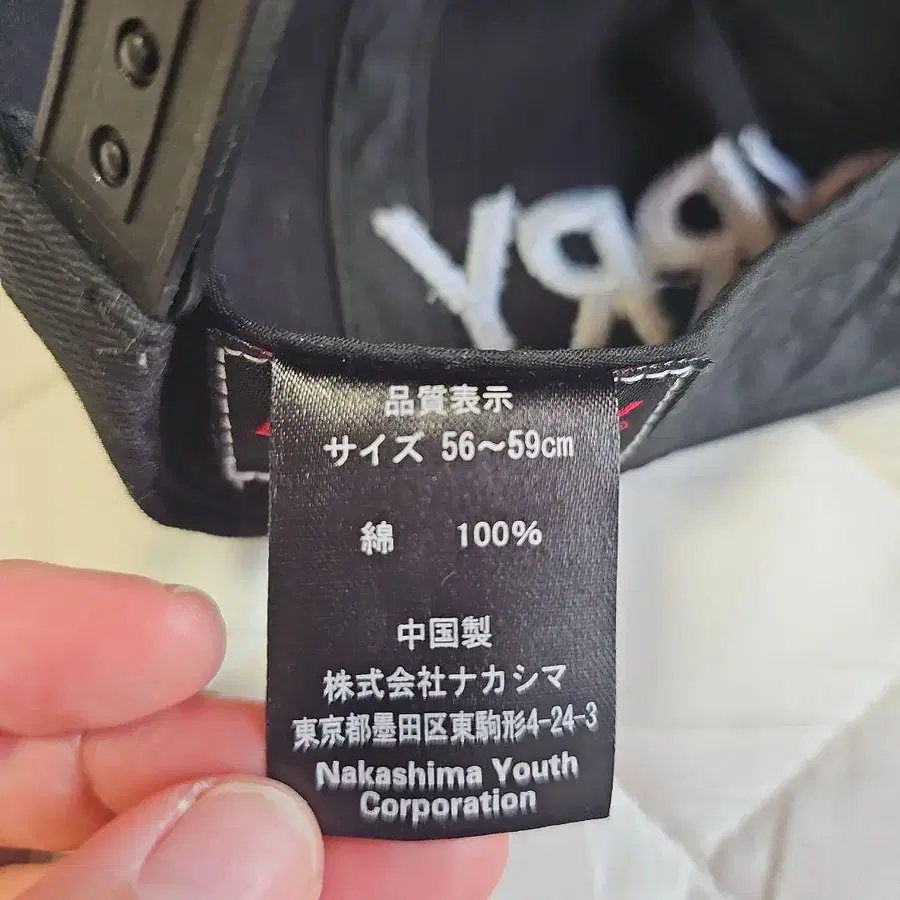 品質表示
サイズ 56～59cm
綿 100%
中国製
株式会社ナカシマ
東京都墨田区東駒形4-24-3
Nakashima Youth
Corporation